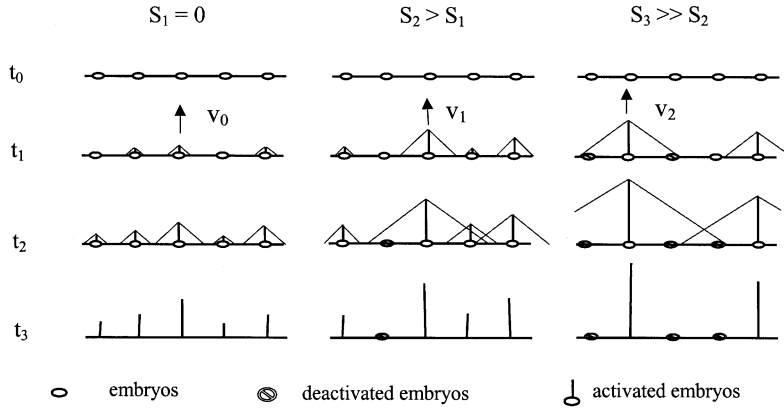 S₁ = 0 S₂ > S₁ S₃ >> S₂
t₀
v₀ v₁ v₂
t₁
t₂
t₃
embryos deactivated embryos activated embryos